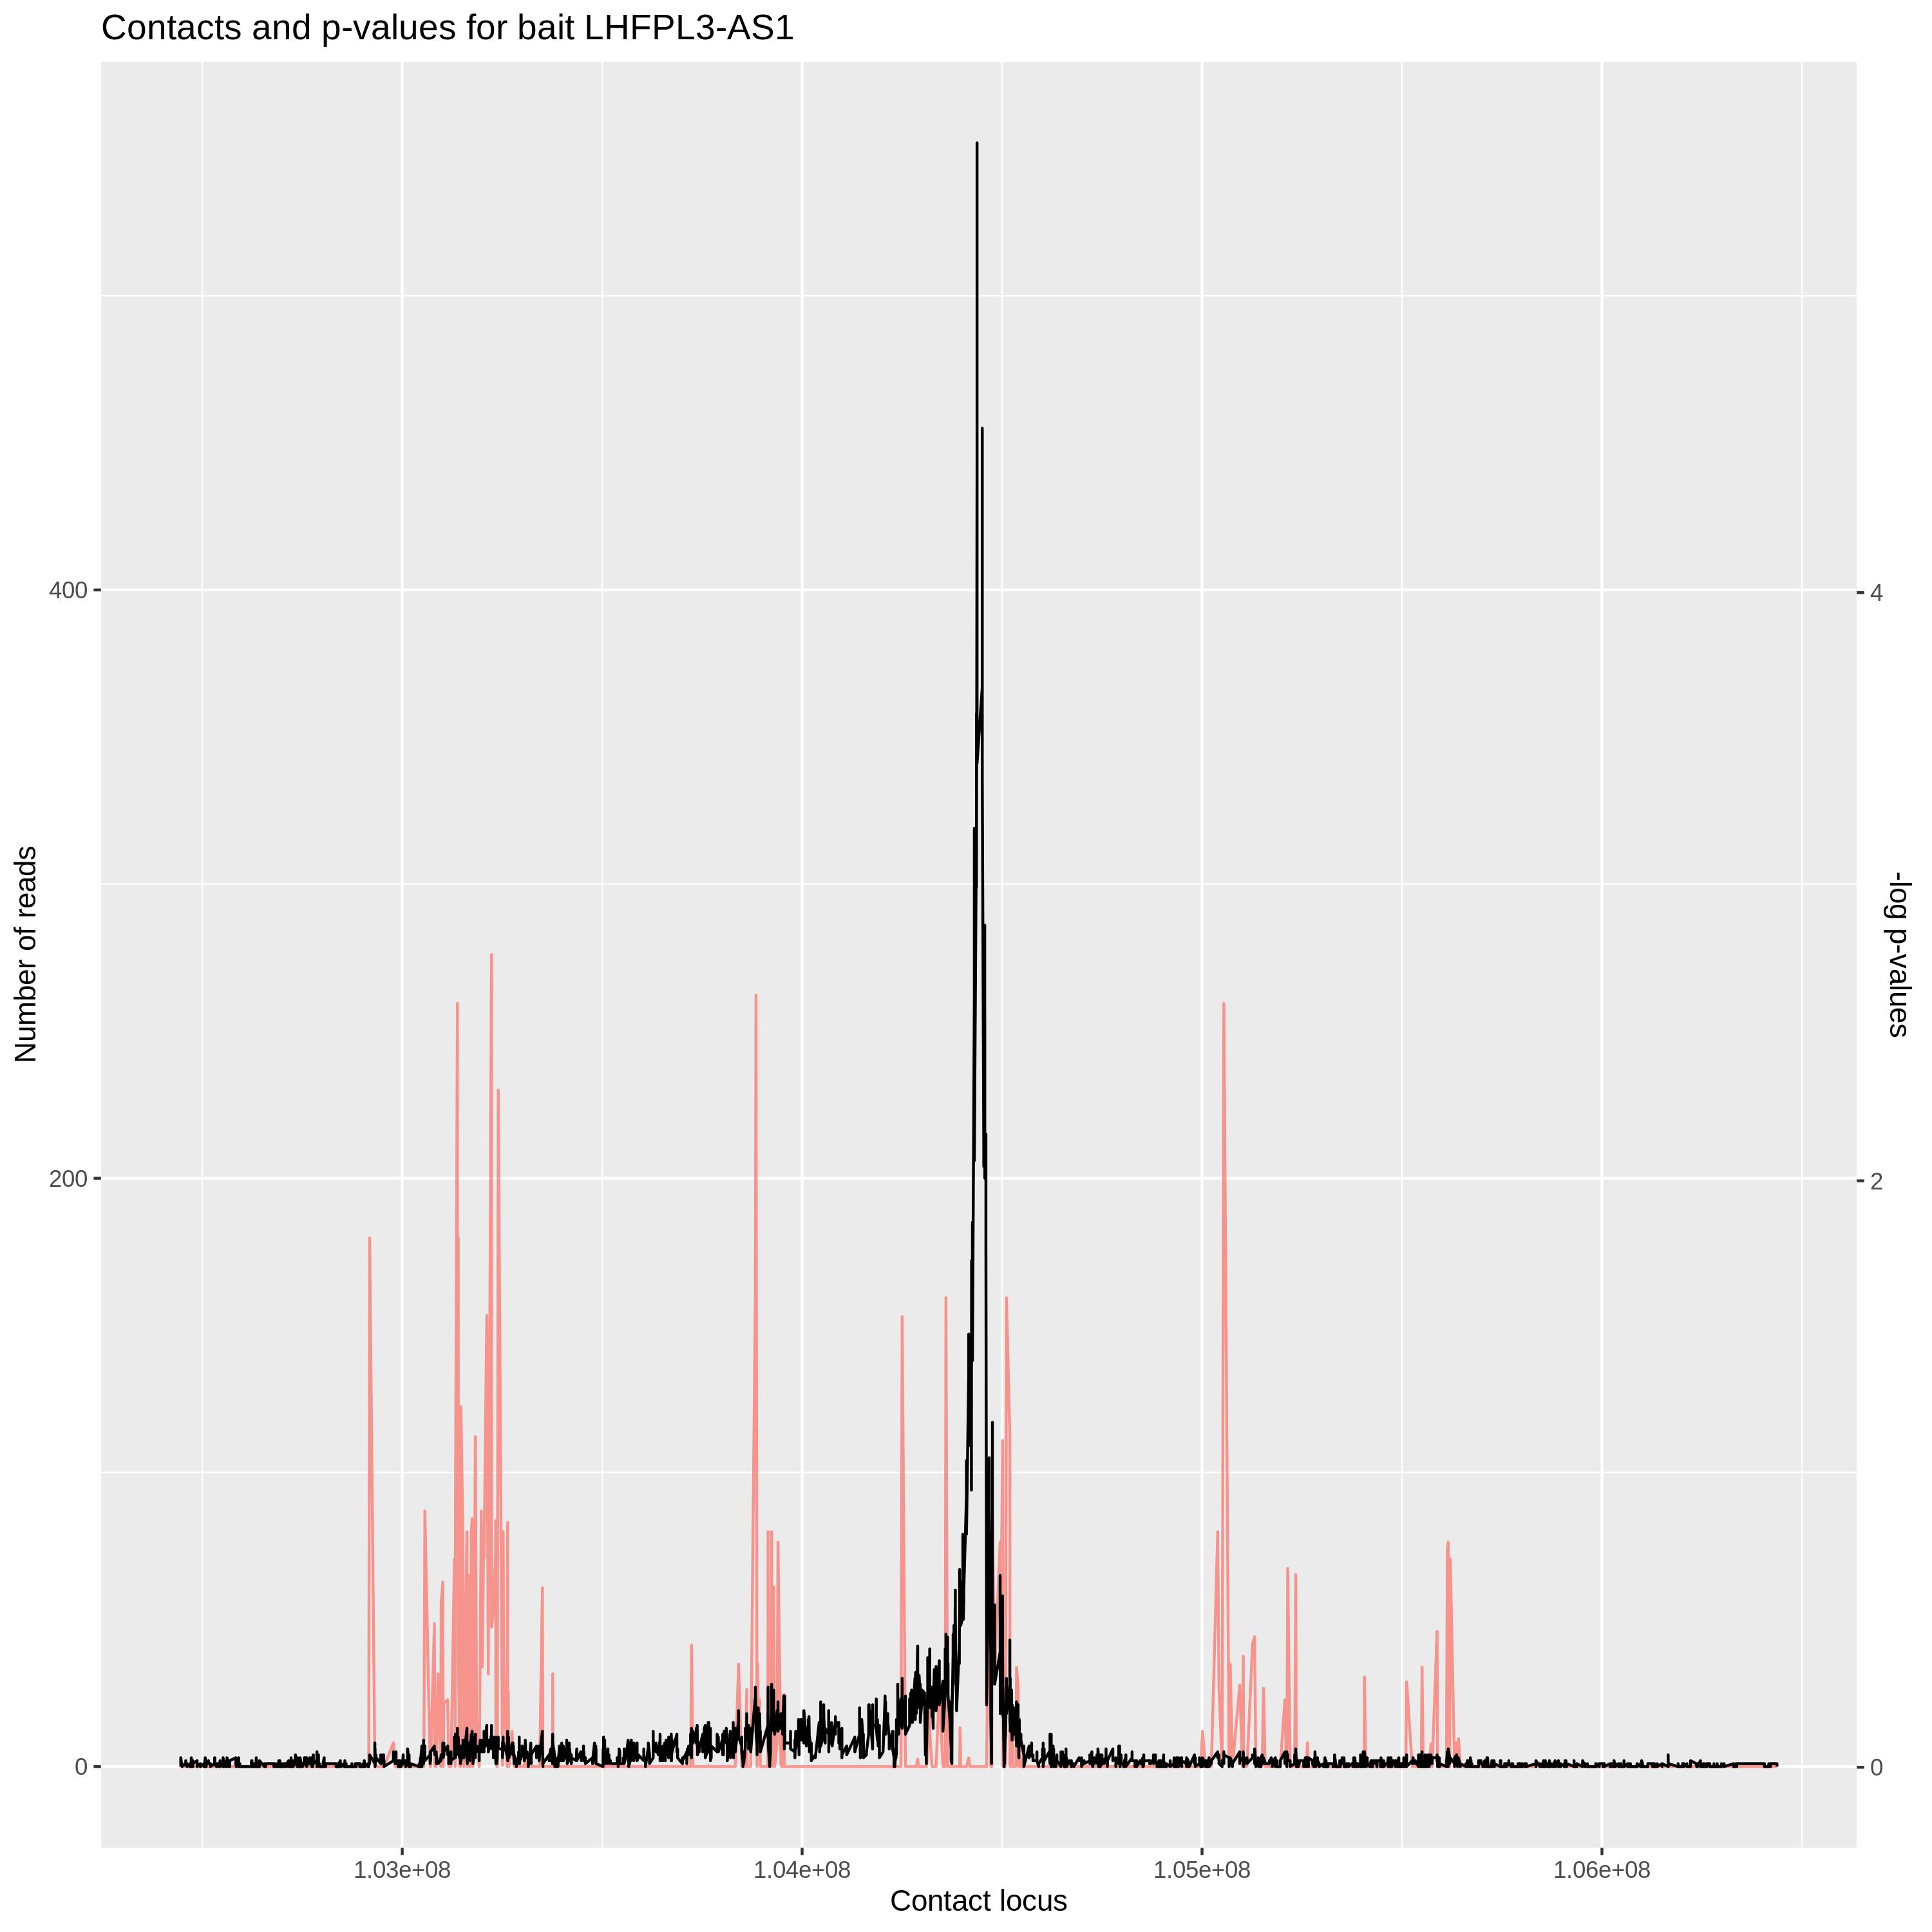 Contacts and p-values for bait LHFPL3-AS1
Number of reads
400
200
0
-log p-values
4
2
0
1.03e+08
1.04e+08
1.05e+08
1.06e+08
Contact locus